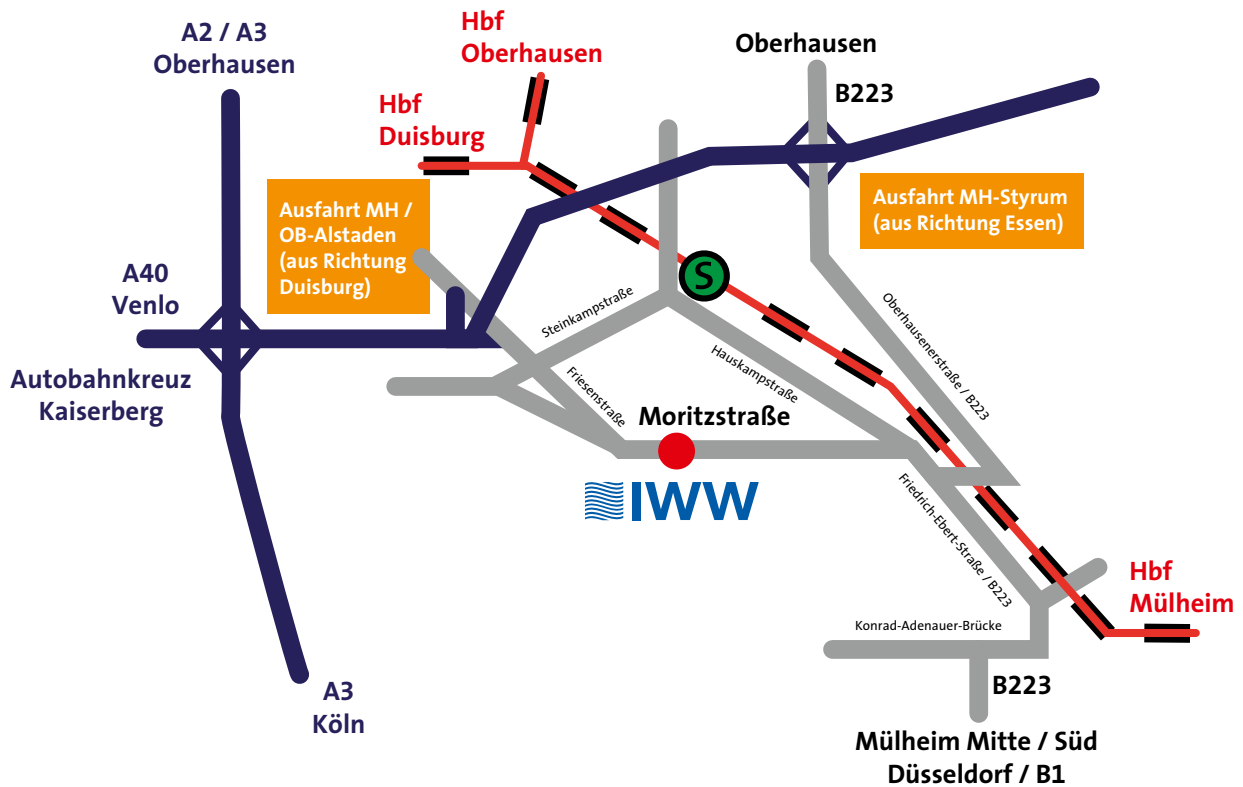 A2 / A3
Oberhausen
Hbf
Oberhausen
Oberhausen
B223
Hbf
Duisburg
Ausfahrt MH /
OB-Alstaden
(aus Richtung
Duisburg)
Ausfahrt MH-Styrum
(aus Richtung Essen)
A40
Venlo
S
Steinkampstraße
Oberhausenerstraße / B223
Hauskampstraße
Autobahnkreuz
Kaiserberg
Friesenstraße
Moritzstraße
IWW
Friedrich-Ebert-Straße / B223
Hbf
Mülheim
Konrad-Adenauer-Brücke
A3
Köln
B223
Mülheim Mitte / Süd
Düsseldorf / B1